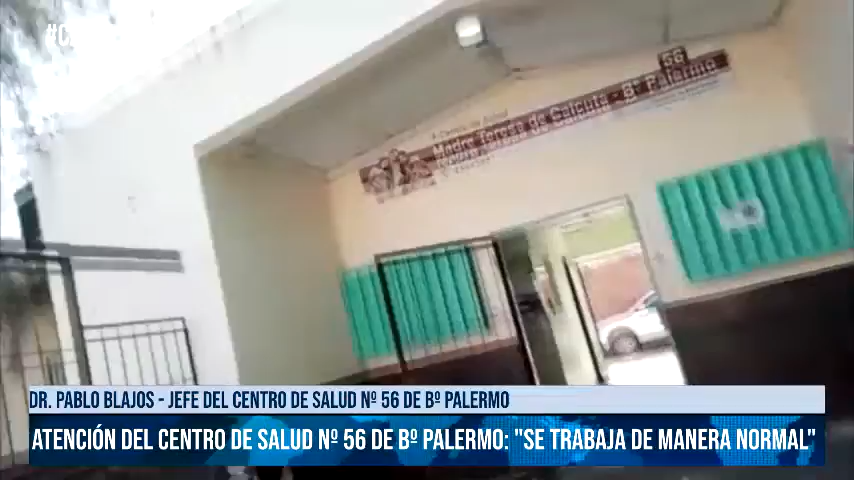 56
Madre Teresa de Calcuta - Bº Palermo
DR. PABLO BLAJOS - JEFE DEL CENTRO DE SALUD Nº 56 DE Bº PALERMO
ATENCIÓN DEL CENTRO DE SALUD Nº 56 DE Bº PALERMO: "SE TRABAJA DE MANERA NORMAL"